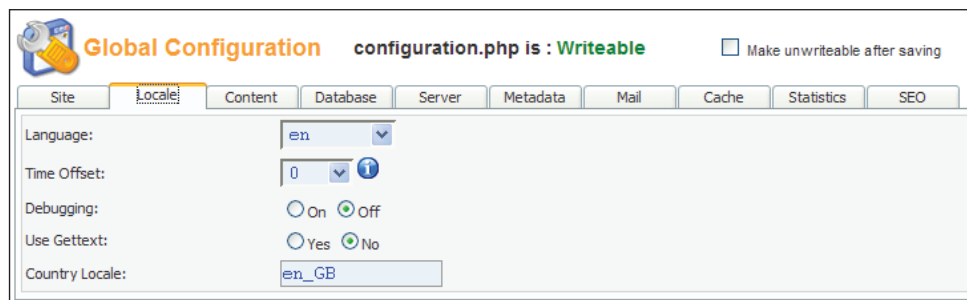 Global Configuration configuration.php is : Writeable Make unwriteable after saving
Site Locale Content Database Server Metadata Mail Cache Statistics SEO
Language: en
Time Offset: 0
Debugging: On Off
Use Gettext: Yes No
Country Locale: en_GB